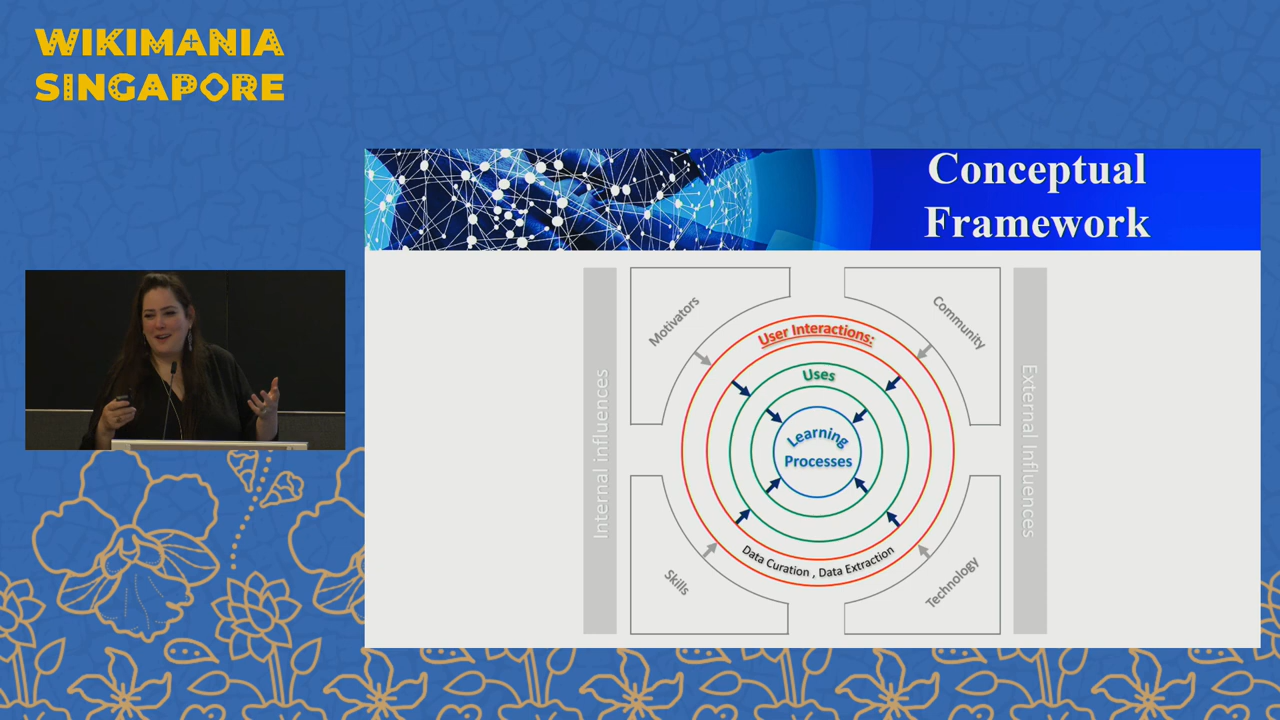 WIKIMANIA
SINGAPORE
Conceptual
Framework
Internal influences
External Influences
Motivators
Community
User Interactions:
Uses
Learning
Processes
Data Curation , Data Extraction
Skills
Technology